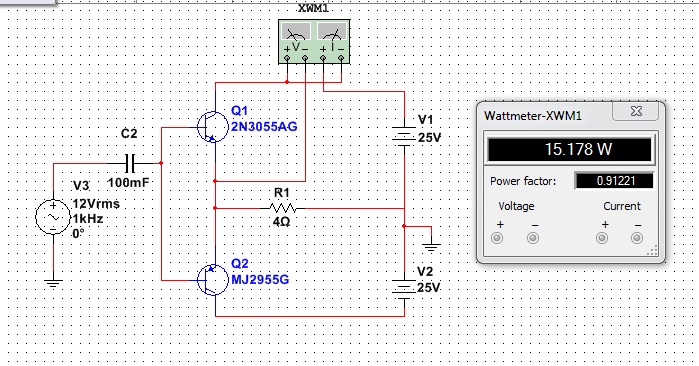 XWM1
+ V - + I -
Q1
2N3055AG
V1
25V
C2
100mF
V3
12Vrms
1kHz
0°
R1
4Ω
Q2
MJ2955G
V2
25V
Wattmeter-XWM1
15.178 W
Power factor: 0.91221
Voltage Current
+ - + -